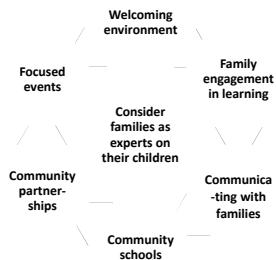 Welcoming
environment
Focused
events
Family
engagement
in learning
Consider
families as
experts on
their children
Community
partner-
ships
Communica
-ting with
families
Community
schools